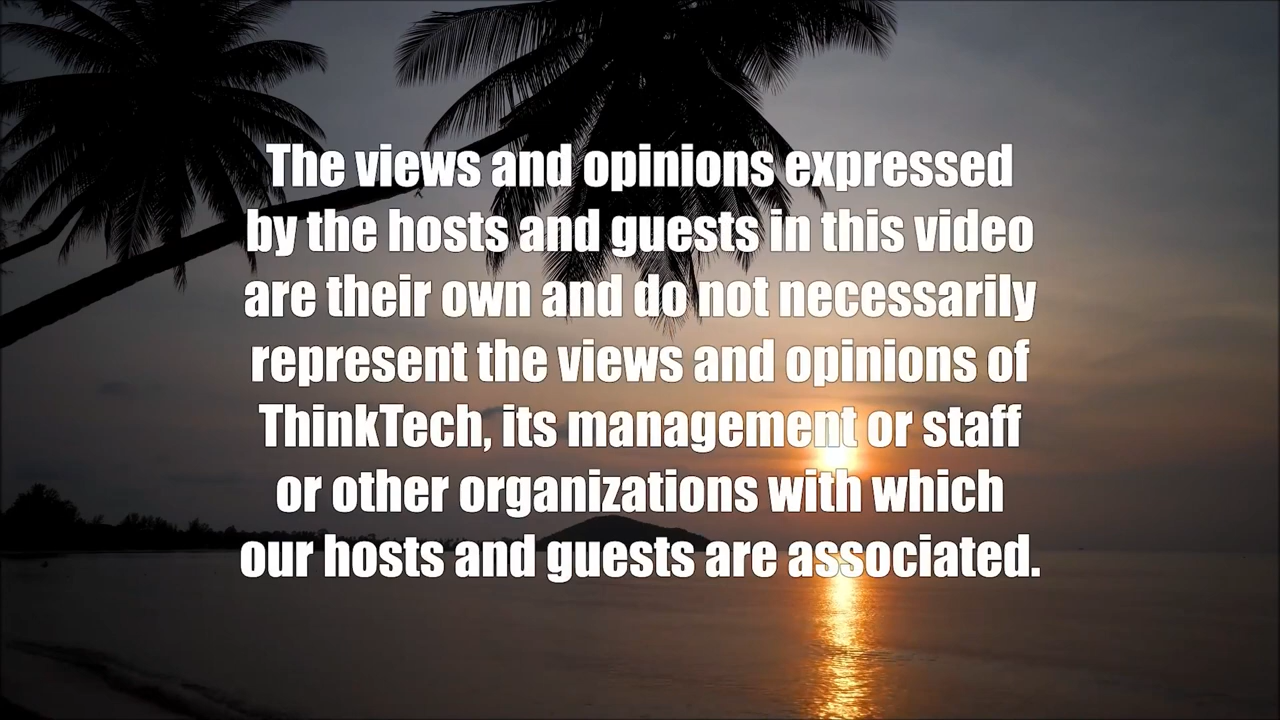 The views and opinions expressed
by the hosts and guests in this video
are their own and do not necessarily
represent the views and opinions of
ThinkTech, its management or staff
or other organizations with which
our hosts and guests are associated.